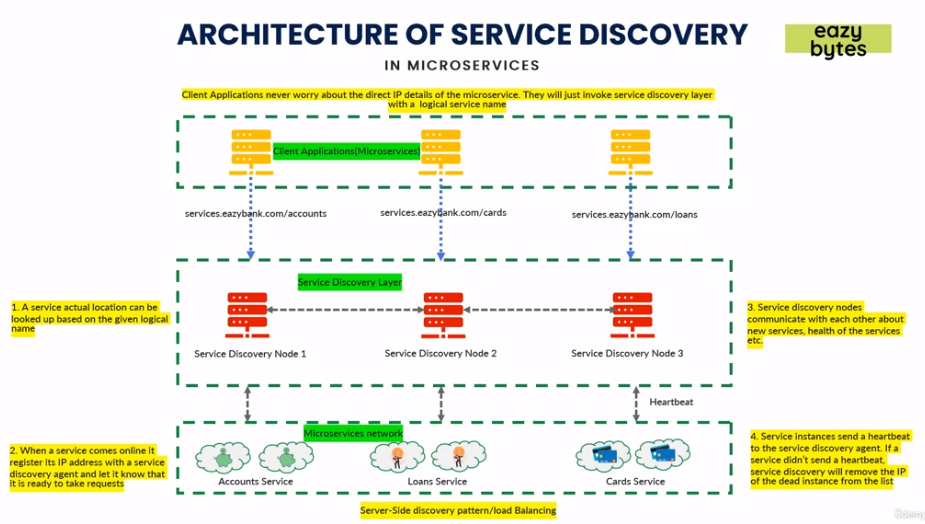 ARCHITECTURE OF SERVICE DISCOVERY
IN MICROSERVICES
eazy
bytes
Client Applications never worry about the direct IP details of the microservice. They will just invoke service discovery layer
with a logical service name
Client Applications(Microservices)
services.eazybank.com/accounts
services.eazybank.com/cards
services.eazybank.com/loans
Service Discovery Layer
1. A service actual location can be
looked up based on the given logical
name
Service Discovery Node 1
Service Discovery Node 2
Service Discovery Node 3
3. Service discovery nodes
communicate with each other about
new services, health of the services
etc.
Heartbeat
Microservices network
2. When a service comes online it
register its IP address with a service
discovery agent and let it know that
it is ready to take requests
Accounts Service
Loans Service
Cards Service
4. Service instances send a heartbeat
to the service discovery agent. If a
service didn't send a heartbeat,
service discovery will remove the IP
of the dead instance from the list
Server-Side discovery pattern/load Balancing
Udemy